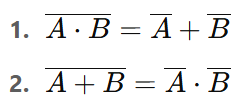 1. $\overline{A \cdot B} = \overline{A} + \overline{B}$
2. $\overline{A + B} = \overline{A} \cdot \overline{B}$